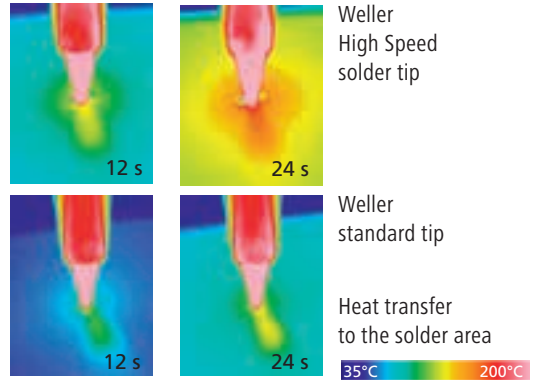 Weller
High Speed
solder tip
12 s
24 s
Weller
standard tip
Heat transfer
to the solder area
12 s
24 s
35°C
200°C